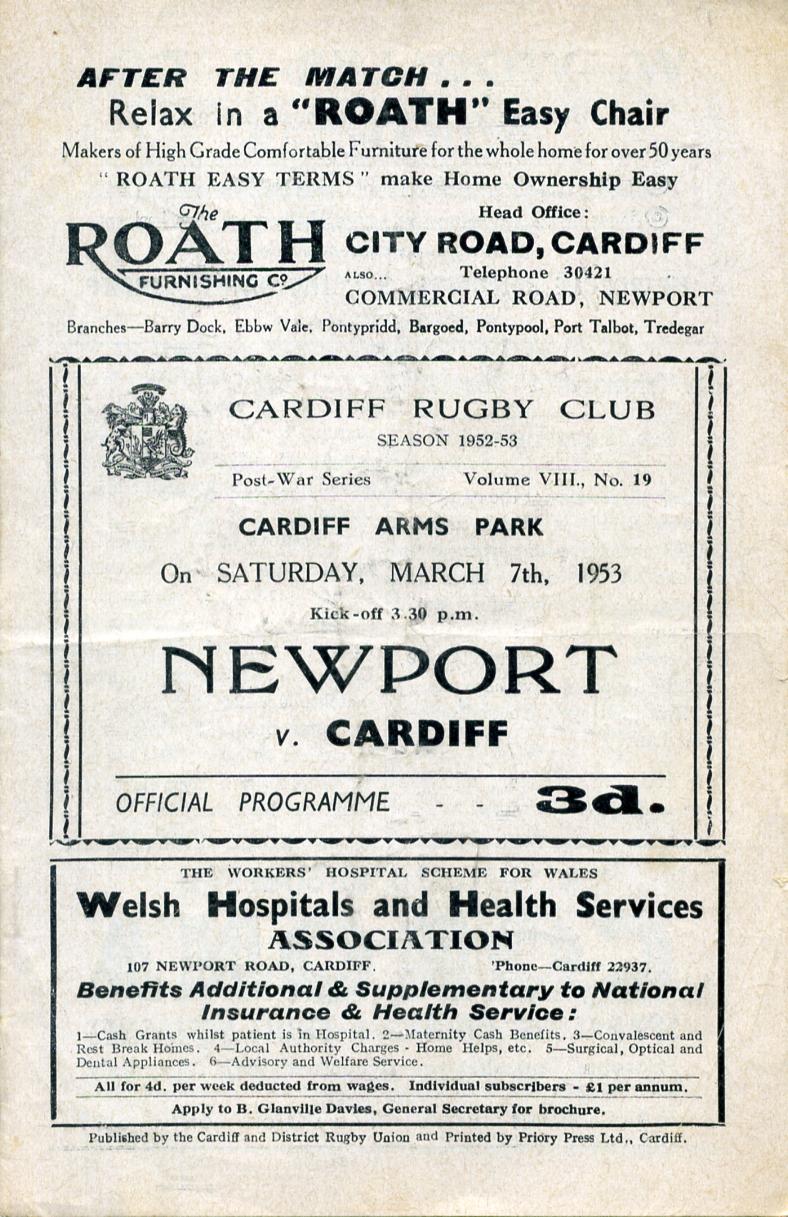 AFTER THE MATCH . . .
Relax in a "ROATH" Easy Chair
Makers of High Grade Comfortable Furniture for the whole home for over 50 years
" ROATH EASY TERMS " make Home Ownership Easy
The
ROATH
FURNISHING Cº
Head Office:
CITY ROAD, CARDIFF
ALSO... Telephone 30421
COMMERCIAL ROAD, NEWPORT
Branches—Barry Dock, Ebbw Vale, Pontypridd, Bargoed, Pontypool, Port Talbot, Tredegar
CARDIFF RUGBY CLUB
SEASON 1952-53
Post-War Series Volume VIII., No. 19
CARDIFF ARMS PARK
On SATURDAY, MARCH 7th, 1953
Kick-off 3.30 p.m.
NEWPORT
v. CARDIFF
OFFICIAL PROGRAMME - - 3d.
THE WORKERS' HOSPITAL SCHEME FOR WALES
Welsh Hospitals and Health Services
ASSOCIATION
107 NEWPORT ROAD, CARDIFF. 'Phone—Cardiff 22937.
Benefits Additional & Supplementary to National
Insurance & Health Service:
1—Cash Grants whilst patient is in Hospital. 2—Maternity Cash Benefits. 3—Convalescent and
Rest Break Homes. 4—Local Authority Charges - Home Helps, etc. 5—Surgical, Optical and
Dental Appliances. 6—Advisory and Welfare Service.
All for 4d. per week deducted from wages. Individual subscribers - £1 per annum.
Apply to B. Glanville Davies, General Secretary for brochure.
Published by the Cardiff and District Rugby Union and Printed by Priory Press Ltd., Cardiff.